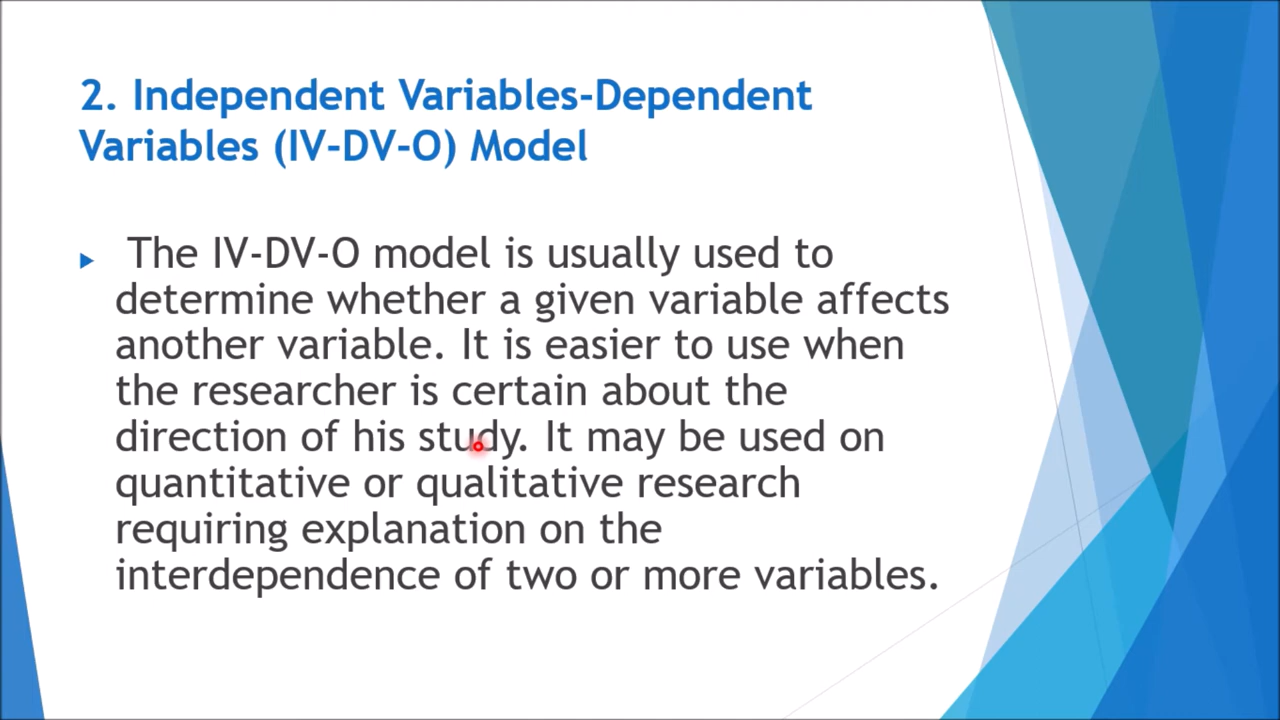 2. Independent Variables-Dependent
Variables (IV-DV-O) Model
The IV-DV-O model is usually used to
determine whether a given variable affects
another variable. It is easier to use when
the researcher is certain about the
direction of his study. It may be used on
quantitative or qualitative research
requiring explanation on the
interdependence of two or more variables.